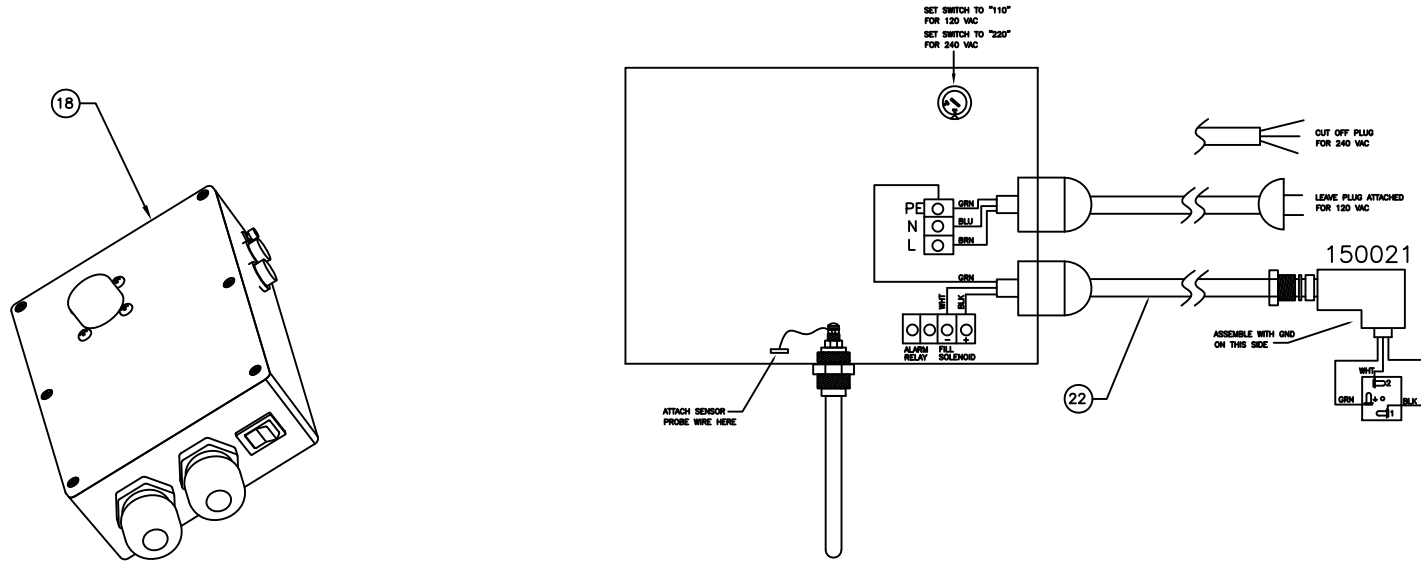 SET SWITCH TO "110"
FOR 120 VAC
SET SWITCH TO "220"
FOR 240 VAC
18
CUT OFF PLUG
FOR 240 VAC
LEAVE PLUG ATTACHED
FOR 120 VAC
PE
GRN
N
BLU
L
BRN
150021
GRN
WHT
BLK
- +
ALARM
RELAY
FILL
SOLENOID
ASSEMBLE WITH GND
ON THIS SIDE
22
ATTACH SENSOR
PROBE WIRE HERE
WHT
2
GRN
+
BLK
1